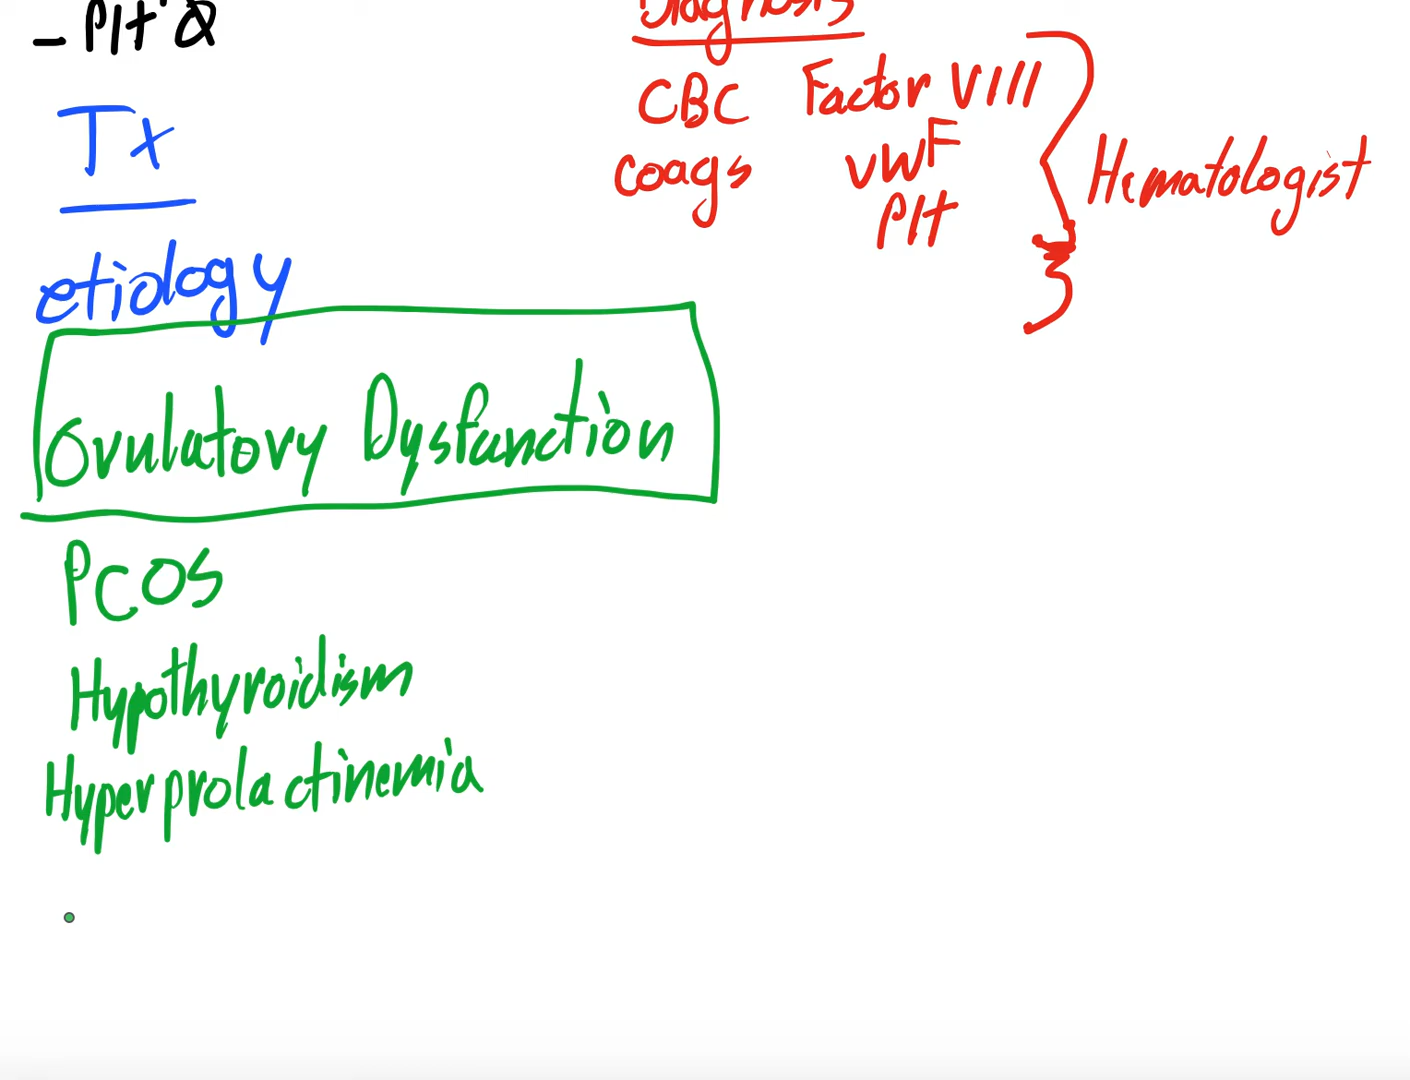 - Plt Q
Diagnosis
CBC Factor VIII
coags vWF
Plt
Hematologist
Tx
etiology
Ovulatory Dysfunction
PCOS
Hypothyroidism
Hyperprolactinemia